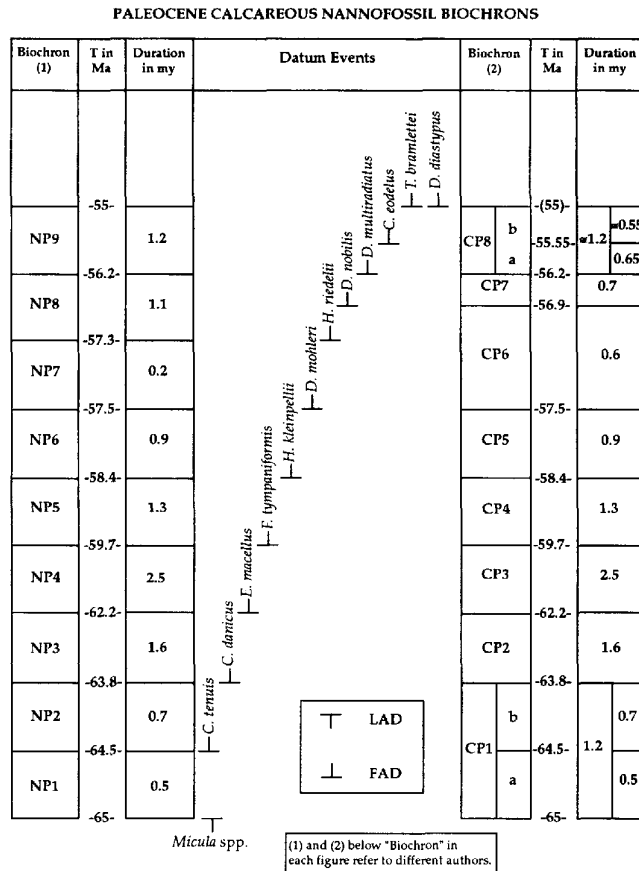 PALEOCENE CALCAREOUS NANNOFOSSIL BIOCHRONS
Biochron (1)
T in Ma
Duration in my
Datum Events
Biochron (2)
T in Ma
Duration in my
T. bramlettei
D. diastypus
D. multiradiatus
C. eodelus
-55-
-(55)-
NP9
1.2
CP8
b
a
-55.55-
≈1.2
≈0.55
0.65
H. riedelii
D. nobilis
-56.2-
-56.2-
NP8
1.1
CP7
0.7
-56.9-
D. mohleri
-57.3-
NP7
0.2
CP6
0.6
-57.5-
-57.5-
H. kleinpellii
NP6
0.9
CP5
0.9
-58.4-
-58.4-
F. tympaniformis
NP5
1.3
CP4
1.3
-59.7-
-59.7-
E. macellus
NP4
2.5
CP3
2.5
-62.2-
-62.2-
C. danicus
NP3
1.6
CP2
1.6
-63.8-
-63.8-
C. tenuis
NP2
0.7
LAD
CP1
b
0.7
-64.5-
-64.5-
1.2
FAD
NP1
0.5
a
0.5
-65-
-65-
Micula spp.
(1) and (2) below "Biochron" in
each figure refer to different authors.